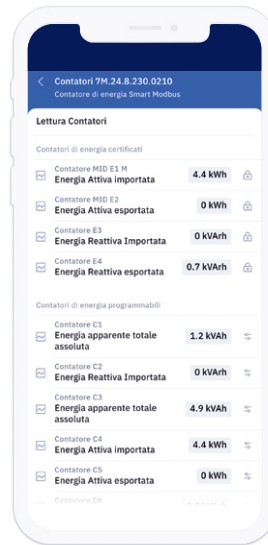 Contatori 7M.24.8.230.0210
Contatore di energia Smart Modbus
Lettura Contatori
Contatori di energia certificati
Contatore MID E1 M
Energia Attiva importata
4.4 kWh
Contatore MID E2
Energia Attiva esportata
0 kWh
Contatore E3
Energia Reattiva Importata
0 kVArh
Contatore E4
Energia Reattiva esportata
0.7 kVArh
Contatori di energia programmabili
Contatore C1
Energia apparente totale
assoluta
1.2 kVAh
Contatore C2
Energia Reattiva Importata
0 kVArh
Contatore C3
Energia apparente totale
assoluta
4.9 kVAh
Contatore C4
Energia Attiva importata
4.4 kWh
Contatore C5
Energia Attiva esportata
0 kWh
Contatore C6